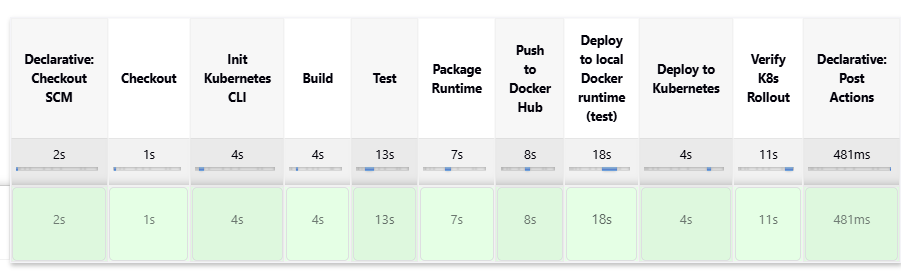 Declarative:
Checkout
SCM
Checkout
Init
Kubernetes
CLI
Build
Test
Package
Runtime
Push
to
Docker
Hub
Deploy
to local
Docker
runtime
(test)
Deploy to
Kubernetes
Verify
K8s
Rollout
Declarative:
Post
Actions
2s 1s 4s 4s 13s 7s 8s 18s 4s 11s 481ms
2s 1s 4s 4s 13s 7s 8s 18s 4s 11s 481ms